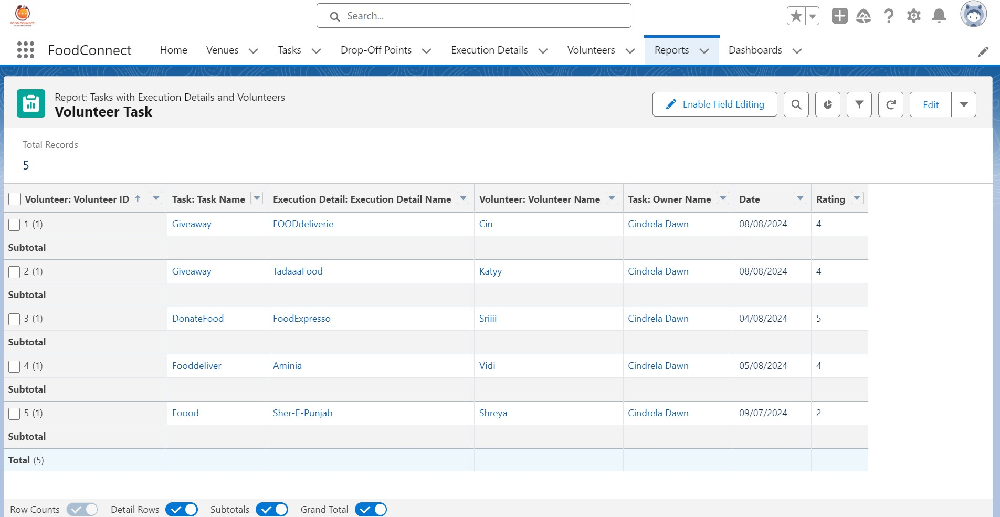 FOOD CONNECT
Search...
FoodConnect Home Venues Tasks Drop-Off Points Execution Details Volunteers Reports Dashboards
Report: Tasks with Execution Details and Volunteers
Volunteer Task
Enable Field Editing Edit
Total Records
5
Volunteer: Volunteer ID Task: Task Name Execution Detail: Execution Detail Name Volunteer: Volunteer Name Task: Owner Name Date Rating
1 (1) Giveaway FOODdeliverie Cin Cindrela Dawn 08/08/2024 4
Subtotal
2 (1) Giveaway TadaaaFood Katyy Cindrela Dawn 08/08/2024 4
Subtotal
3 (1) DonateFood FoodExpresso Sriiii Cindrela Dawn 04/08/2024 5
Subtotal
4 (1) Fooddeliver Aminia Vidi Cindrela Dawn 05/08/2024 4
Subtotal
5 (1) Foood Sher-E-Punjab Shreya Cindrela Dawn 09/07/2024 2
Subtotal
Total (5)
Row Counts Detail Rows Subtotals Grand Total